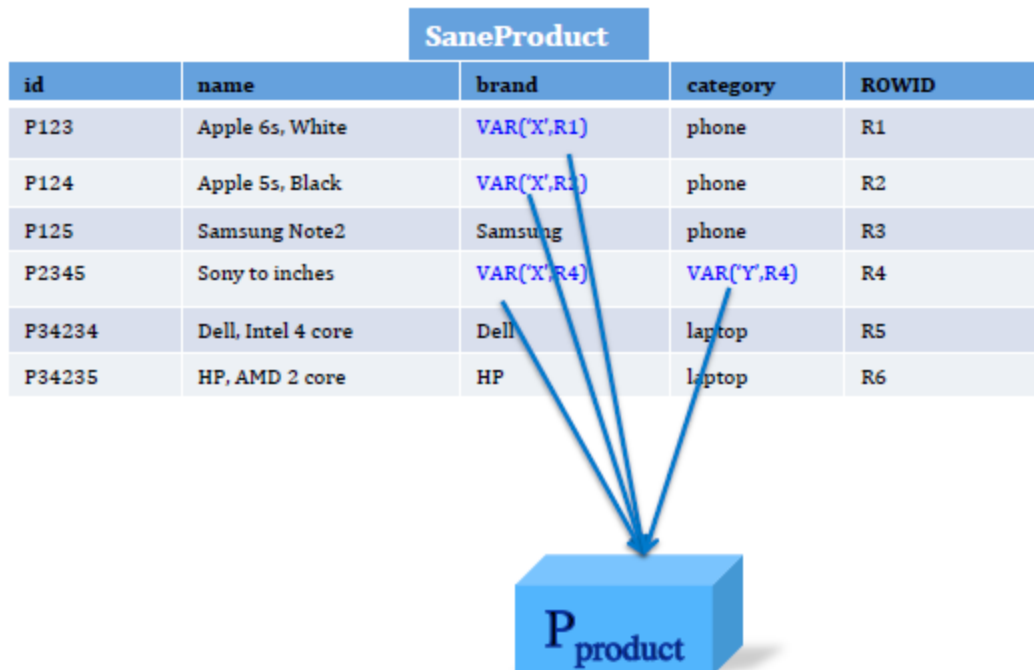 SaneProduct
id name brand category ROWID
P123 Apple 6s, White VAR(‘X’,R1) phone R1
P124 Apple 5s, Black VAR(‘X’,R2) phone R2
P125 Samsung Note2 Samsung phone R3
P2345 Sony to inches VAR(‘X’,R4) VAR(‘Y’,R4) R4
P34234 Dell, Intel 4 core Dell laptop R5
P34235 HP, AMD 2 core HP laptop R6
P product